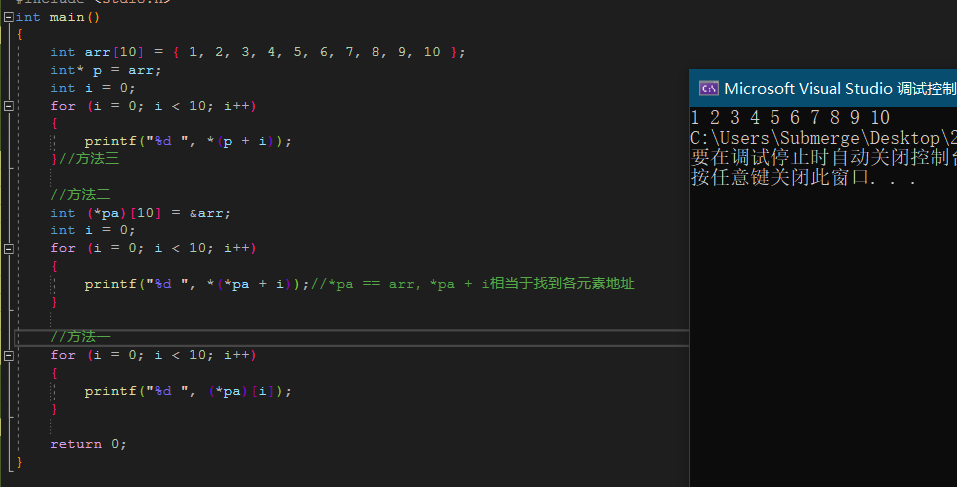 #include <stdio.h>
int main()
{
int arr[10] = { 1, 2, 3, 4, 5, 6, 7, 8, 9, 10 };
int* p = arr;
int i = 0;
for (i = 0; i < 10; i++)
{
printf("%d ", *(p + i));
}//方法三
//方法二
int (*pa)[10] = &arr;
int i = 0;
for (i = 0; i < 10; i++)
{
printf("%d ", *(*pa + i));//*pa == arr, *pa + i相当于找到各元素地址
}
//方法一
for (i = 0; i < 10; i++)
{
printf("%d ", (*pa)[i]);
}
return 0;
}
Microsoft Visual Studio 调试控制
1 2 3 4 5 6 7 8 9 10
C:\Users\Submerge\Desktop\2
要在调试停止时自动关闭控制台
按任意键关闭此窗口. . .